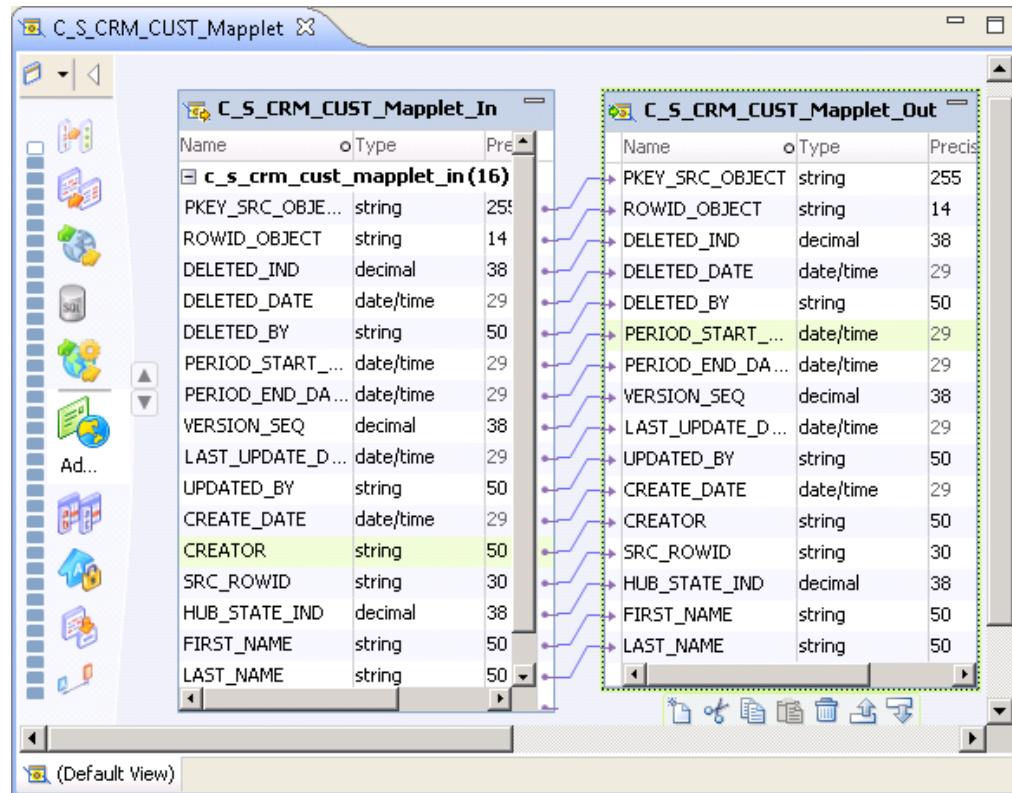 C_S_CRM_CUST_Mapplet
C_S_CRM_CUST_Mapplet_In
Name Type Pre
c_s_crm_cust_mapplet_in (16)
PKEY_SRC_OBJE... string 255
ROWID_OBJECT string 14
DELETED_IND decimal 38
DELETED_DATE date/time 29
DELETED_BY string 50
PERIOD_START_... date/time 29
PERIOD_END_DA... date/time 29
VERSION_SEQ decimal 38
LAST_UPDATE_D... date/time 29
UPDATED_BY string 50
CREATE_DATE date/time 29
CREATOR string 50
SRC_ROWID string 30
HUB_STATE_IND decimal 38
FIRST_NAME string 50
LAST_NAME string 50
C_S_CRM_CUST_Mapplet_Out
Name Type Precis
PKEY_SRC_OBJECT string 255
ROWID_OBJECT string 14
DELETED_IND decimal 38
DELETED_DATE date/time 29
DELETED_BY string 50
PERIOD_START_... date/time 29
PERIOD_END_DA... date/time 29
VERSION_SEQ decimal 38
LAST_UPDATE_D... date/time 29
UPDATED_BY string 50
CREATE_DATE date/time 29
CREATOR string 50
SRC_ROWID string 30
HUB_STATE_IND decimal 38
FIRST_NAME string 50
LAST_NAME string 50
SQL
Ad...
(Default View)